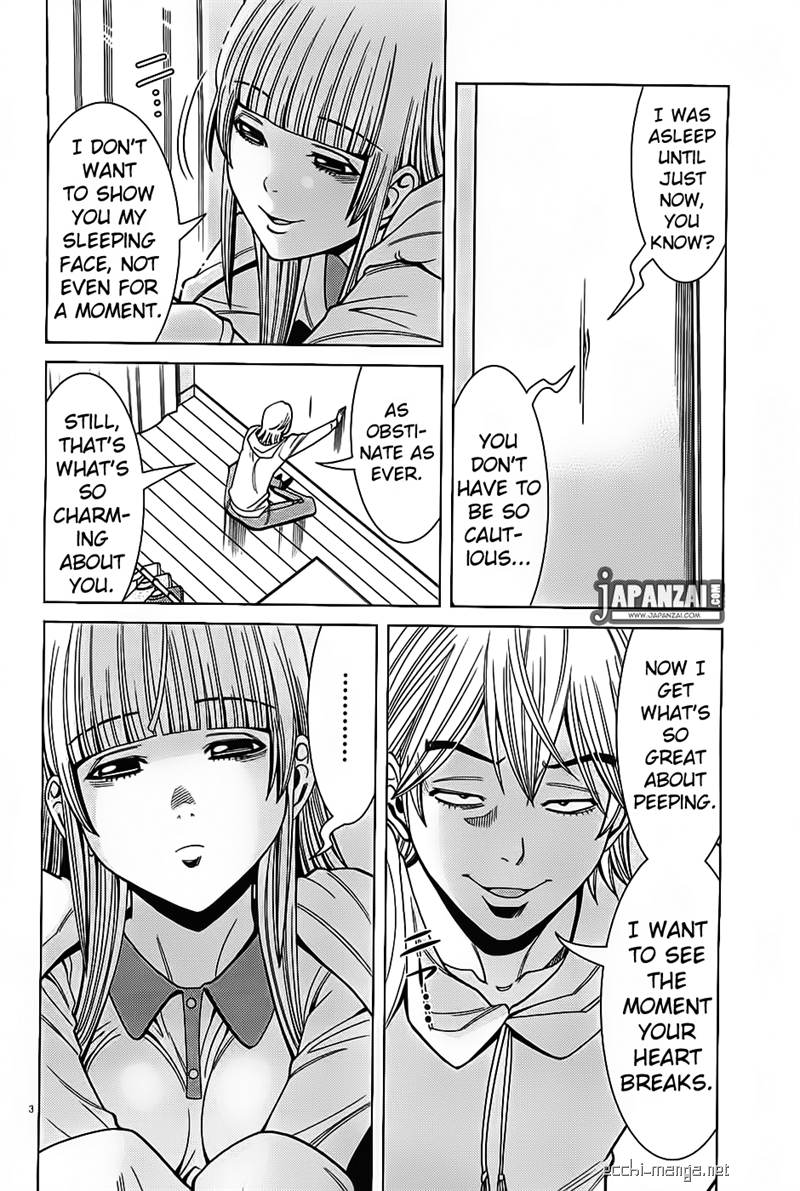 I WAS
ASLEEP
UNTIL
JUST
NOW,
YOU
KNOW?
YOU
DON'T
HAVE TO
BE SO
CAUT-
IOUS...
I DON'T
WANT
TO SHOW
YOU MY
SLEEPING
FACE, NOT
EVEN FOR
A MOMENT.
AS
OBSTI-
NATE AS
EVER.
STILL,
THAT'S
WHAT'S
SO
CHARM-
ING
ABOUT
YOU.
JAPANZAI.COM
WWW.JAPANZAI.COM
NOW I
GET
WHAT'S
SO
GREAT
ABOUT
PEEPING.
I WANT
TO SEE
THE
MOMENT
YOUR
HEART
BREAKS.
.........
3
ecchi-manga.net